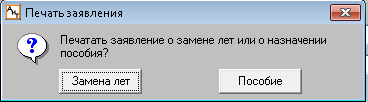 Печать заявления
Печатать заявление о замене лет или о назначении
пособия?
Замена лет
Пособие